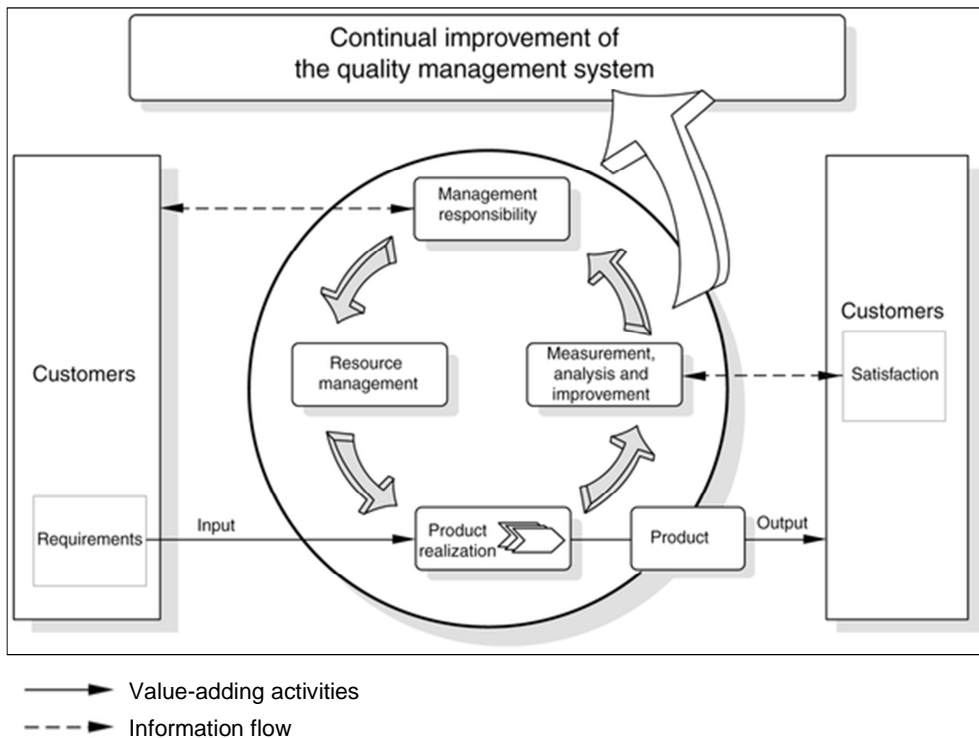 Continual improvement of
the quality management system
Management
responsibility
Customers
Resource
management
Measurement,
analysis and
improvement
Customers
Satisfaction
Requirements
Input
Product
realization
Product
Output
Value-adding activities
Information flow